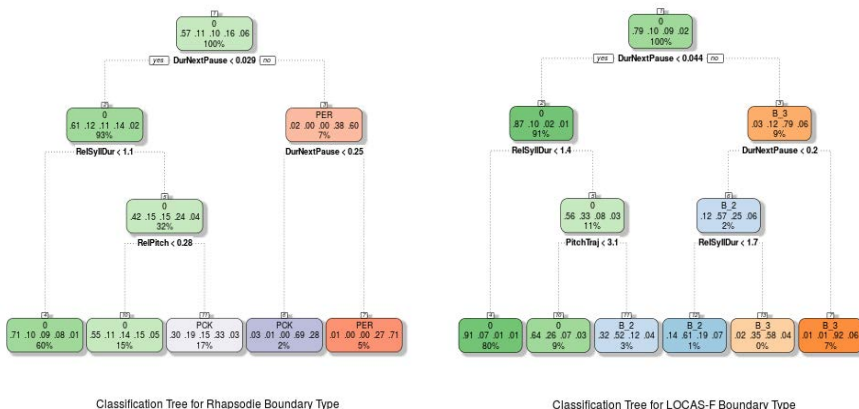 1
0
.57 .11 .10 .16 .06
100%
yes DurNextPause < 0.029 no
2
0
.61 .12 .11 .14 .02
93%
RelSyllDur < 1.1
3
PER
.02 .00 .00 .38 .60
7%
DurNextPause < 0.25
5
0
.42 .15 .15 .24 .04
32%
RelPitch < 0.28
4
0
.71 .10 .09 .08 .01
60%
10
0
.55 .11 .14 .15 .05
15%
11
PCK
.30 .19 .15 .33 .03
17%
6
PCK
.03 .01 .00 .69 .28
2%
7
PER
.01 .00 .00 .27 .71
5%
Classification Tree for Rhapsodie Boundary Type
1
0
.79 .10 .09 .02
100%
yes DurNextPause < 0.044 no
2
0
.87 .10 .02 .01
91%
RelSyllDur < 1.4
3
B_3
.03 .12 .79 .06
9%
DurNextPause < 0.2
5
0
.56 .33 .08 .03
11%
PitchTraj < 3.1
6
B_2
.12 .57 .25 .06
2%
RelSyllDur < 1.7
4
0
.91 .07 .01 .01
80%
10
0
.64 .26 .07 .03
9%
11
B_2
.32 .52 .12 .04
3%
12
B_2
.14 .61 .19 .07
1%
13
B_3
.02 .35 .58 .04
0%
7
B_3
.01 .01 .92 .06
7%
Classification Tree for LOCAS-F Boundary Type